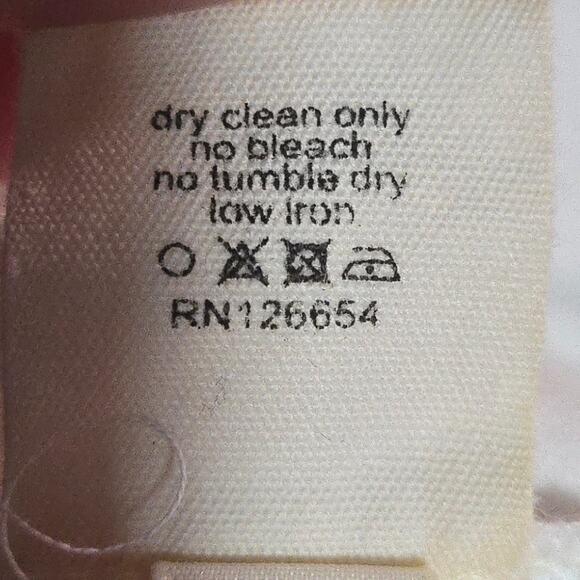 dry clean only
no bleach
no tumble dry
low iron
RN126654